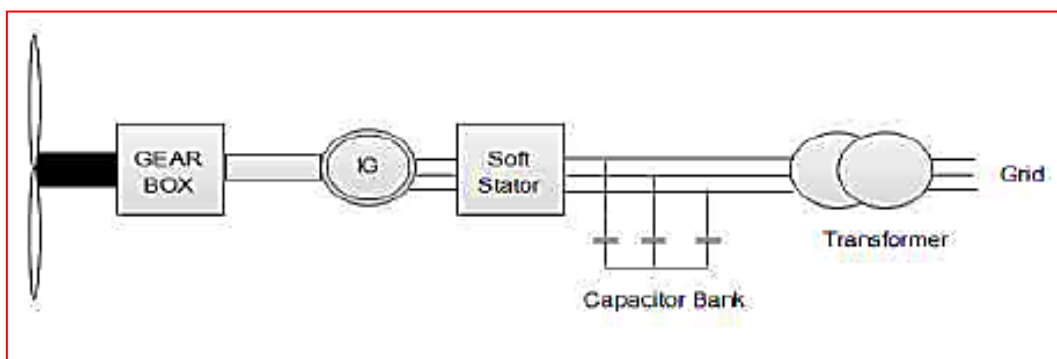 GEAR
BOX
IG
Soft
Stator
Grid
Transformer
Capacitor Bank